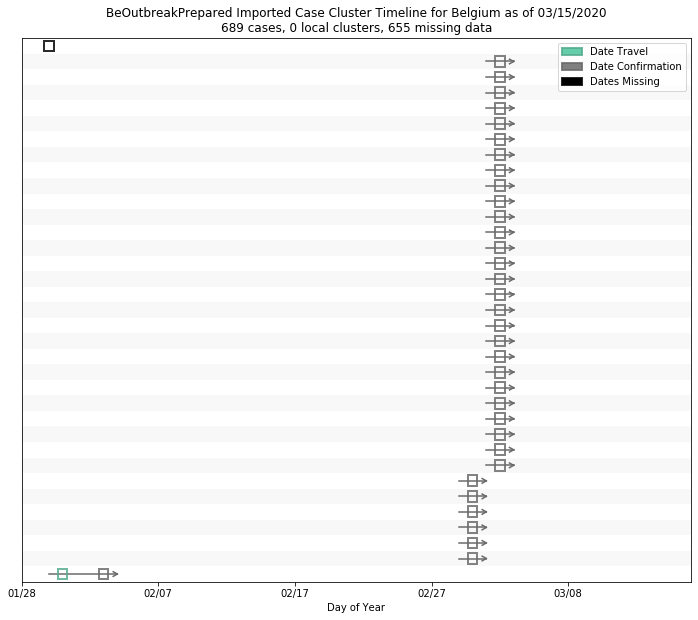 BeOutbreakPrepared Imported Case Cluster Timeline for Belgium as of 03/15/2020
689 cases, 0 local clusters, 655 missing data
Date Travel
Date Confirmation
Dates Missing
01/28
02/07
02/17
02/27
03/08
Day of Year